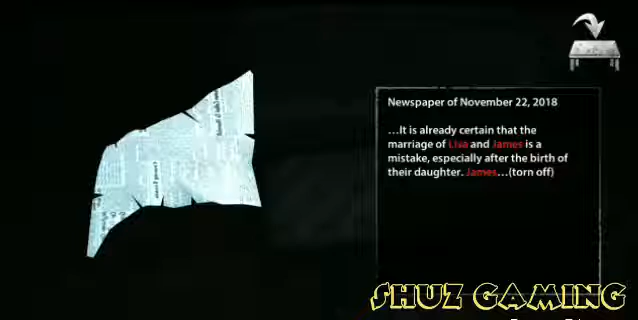 Newspaper of November 22, 2018
…It is already certain that the
marriage of Lisa and James is a
mistake, especially after the birth of
their daughter. James…(torn off)
SHUZ GAMING